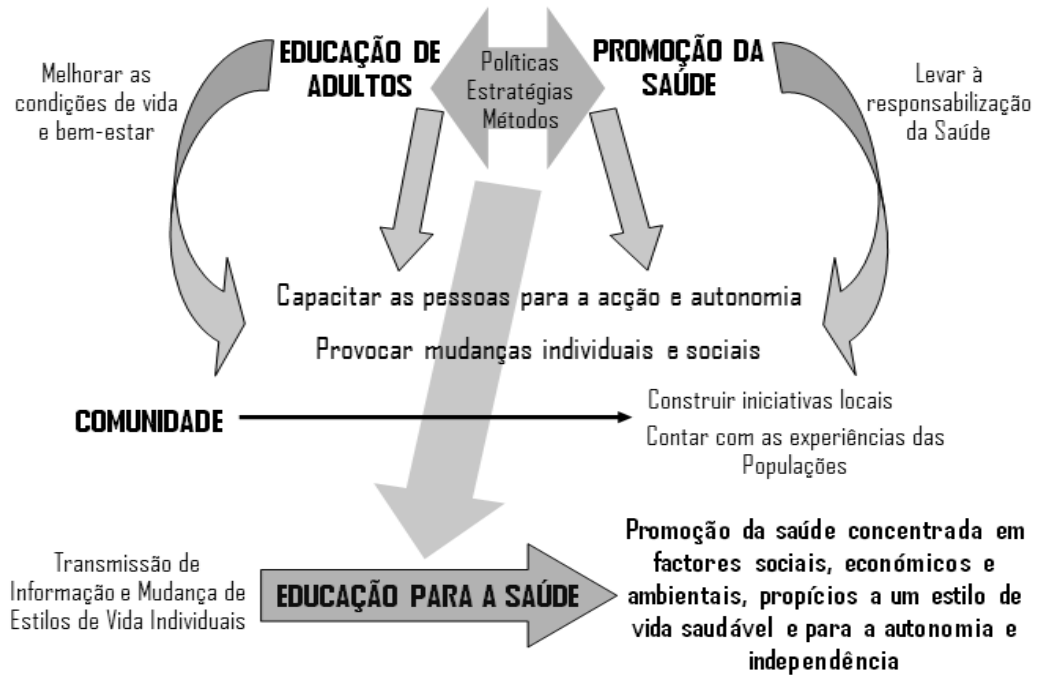 EDUCAÇÃO DE
ADULTOS
Políticas
Estratégias
Métodos
PROMOÇÃO DA
SAÚDE
Melhorar as
condições de vida
e bem-estar
Levar à
responsabilização
da Saúde
Capacitar as pessoas para a acção e autonomia
Provocar mudanças individuais e sociais
COMUNIDADE
Construir iniciativas locais
Contar com as experiências das
Populações
Transmissão de
Informação e Mudança de
Estilos de Vida Individuais
EDUCAÇÃO PARA A SAÚDE
Promoção da saúde concentrada em
factores sociais, económicos e
ambientais, propícios a um estilo de
vida saudável e para a autonomia e
independência